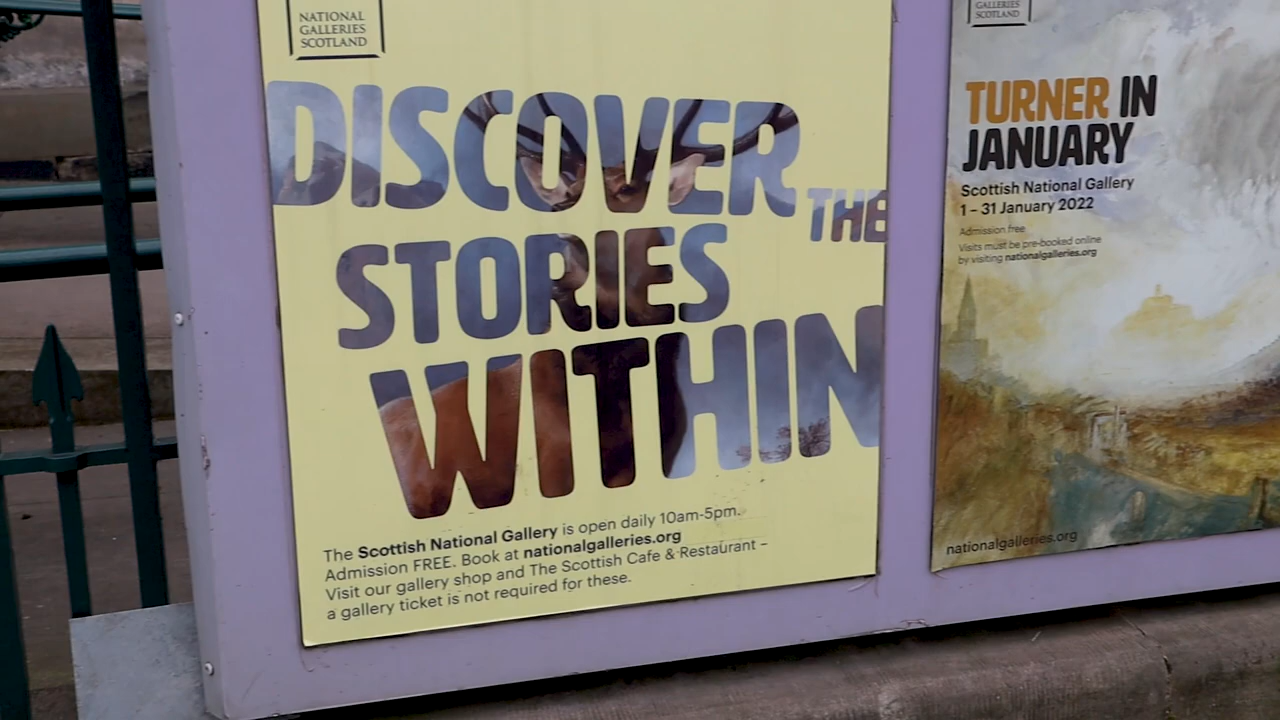 NATIONAL
GALLERIES
SCOTLAND
DISCOVER
THE
STORIES
WITHIN
The Scottish National Gallery is open daily 10am-5pm.
Admission FREE. Book at nationalgalleries.org
Visit our gallery shop and The Scottish Cafe & Restaurant –
a gallery ticket is not required for these.
GALLERIES
SCOTLAND
TURNER IN
JANUARY
Scottish National Gallery
1 – 31 January 2022
Admission free
Visits must be pre-booked online
by visiting nationalgalleries.org
nationalgalleries.org